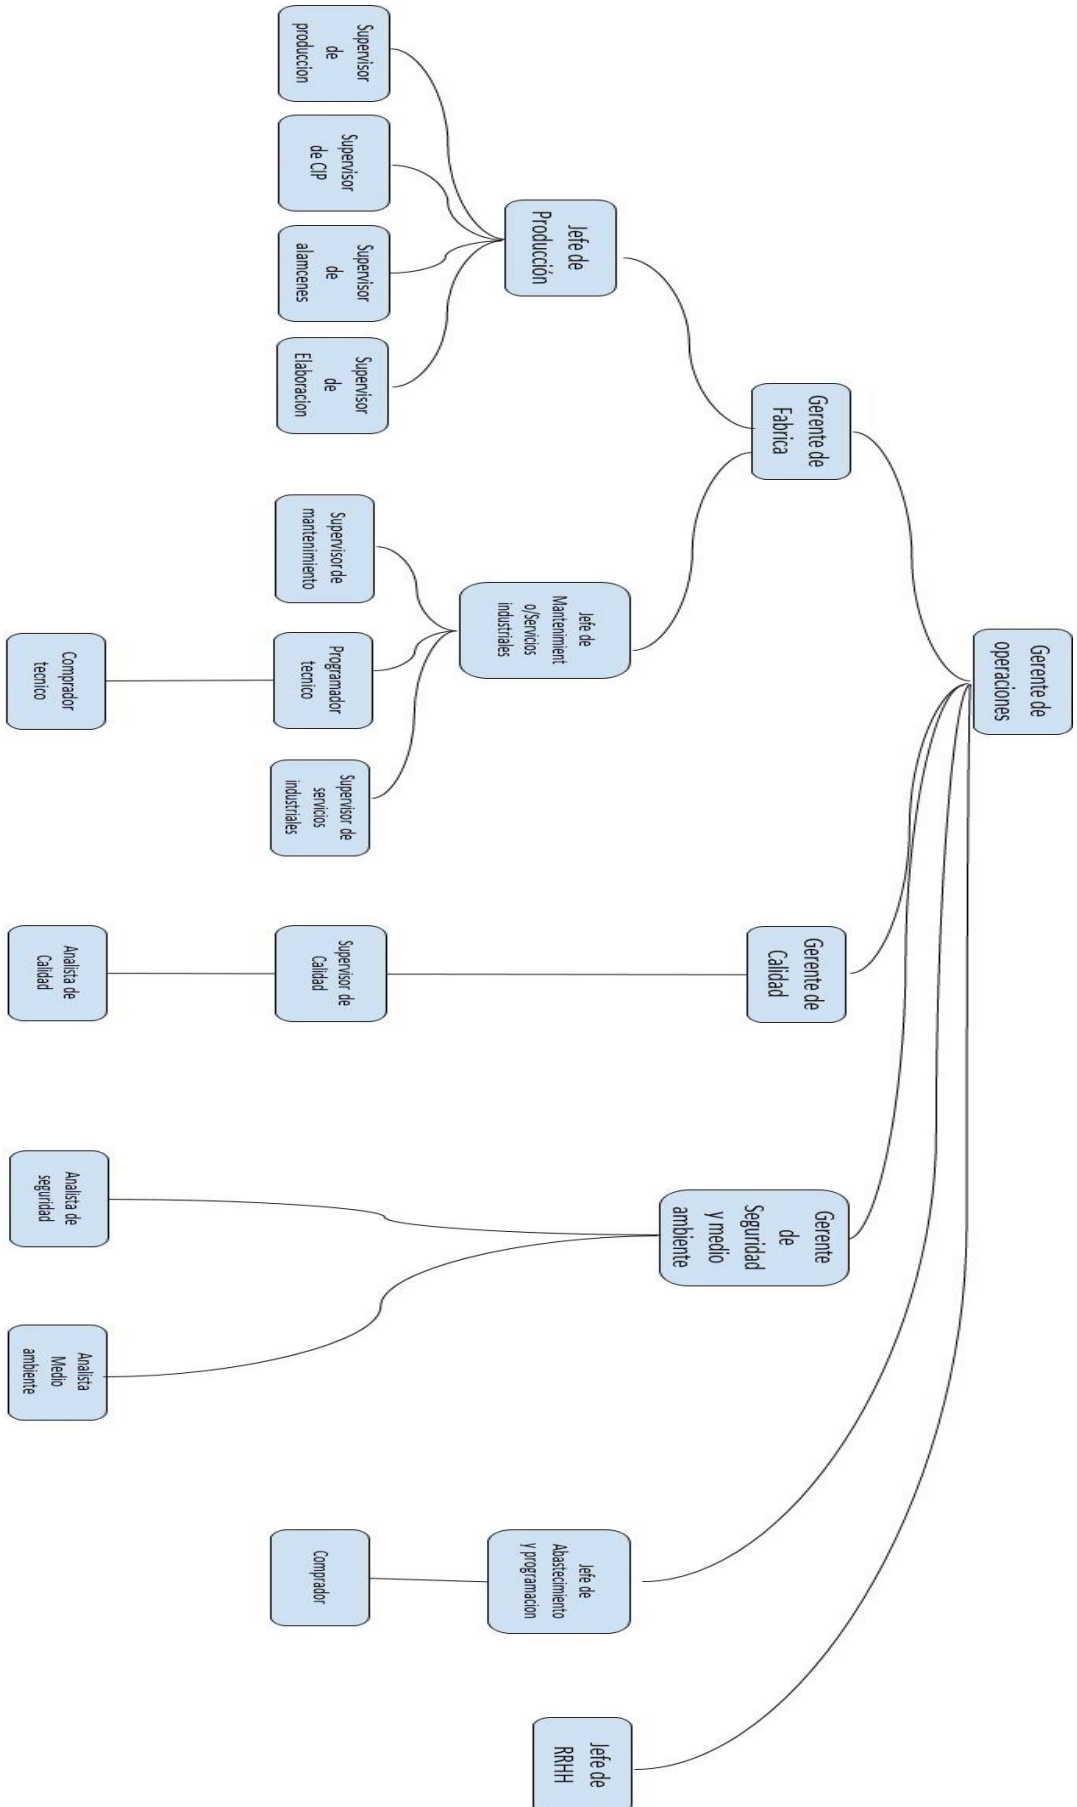 Gerente de
operaciones
Gerente de
Fabrica
Gerente de
Calidad
Gerente
de
Seguridad
y medio
ambiente
Jefe de
Producción
Jefe de
Mantenimient
o/Servicios
industriales
Jefe de
Abastecimiento
y programacion
Jefe de
RRHH
Supervisor
de
produccion
Supervisor
de CIP
Supervisor
de
alamcenes
Supervisor
de
Elaboracion
Supervisor de
mantenimiento
Programador
tecnico
Supervisor de
servicios
industriales
Supervisor de
Calidad
Comprador
Comprador
tecnico
Analista de
Calidad
Analista de
seguridad
Analista
Medio
ambiente